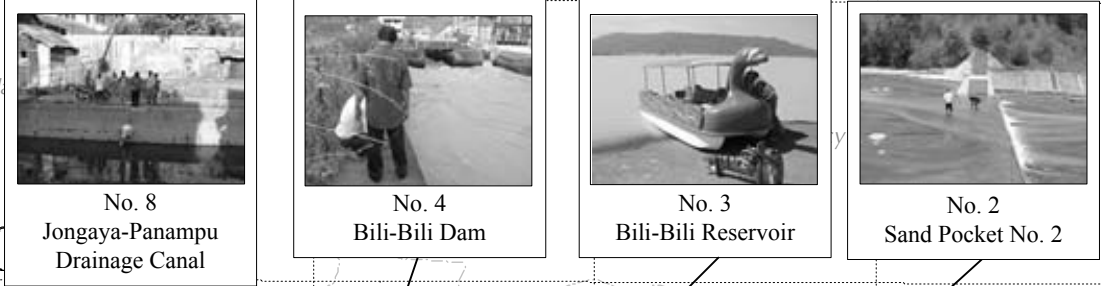 No. 8
Jongaya-Panampu
Drainage Canal
No. 4
Bili-Bili Dam
No. 3
Bili-Bili Reservoir
No. 2
Sand Pocket No. 2